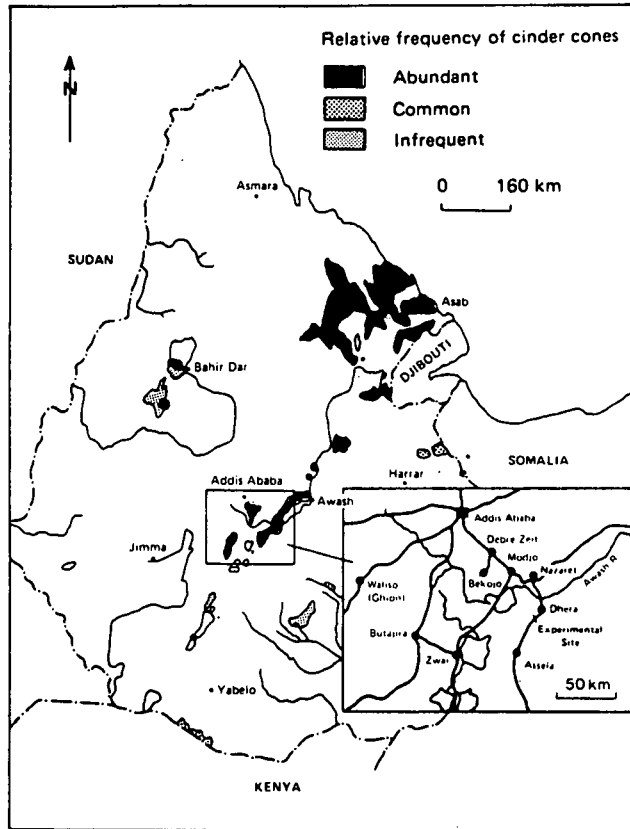 Relative frequency of cinder cones
Abundant
Common
Infrequent
N
0 160 km
Asmara
SUDAN
Asab
DJIBOUTI
Bahir Dar
SOMALIA
Harrar
Addis Ababa
Awash
Jimma
Yabelo
KENYA
Addis Ababa
Debre Zeit
Modjo
Nazaret
Awash R
Bekojo
Waliso
(Ghion)
Dhera
Experimental
Site
Butajira
Zwai
Assela
50 km